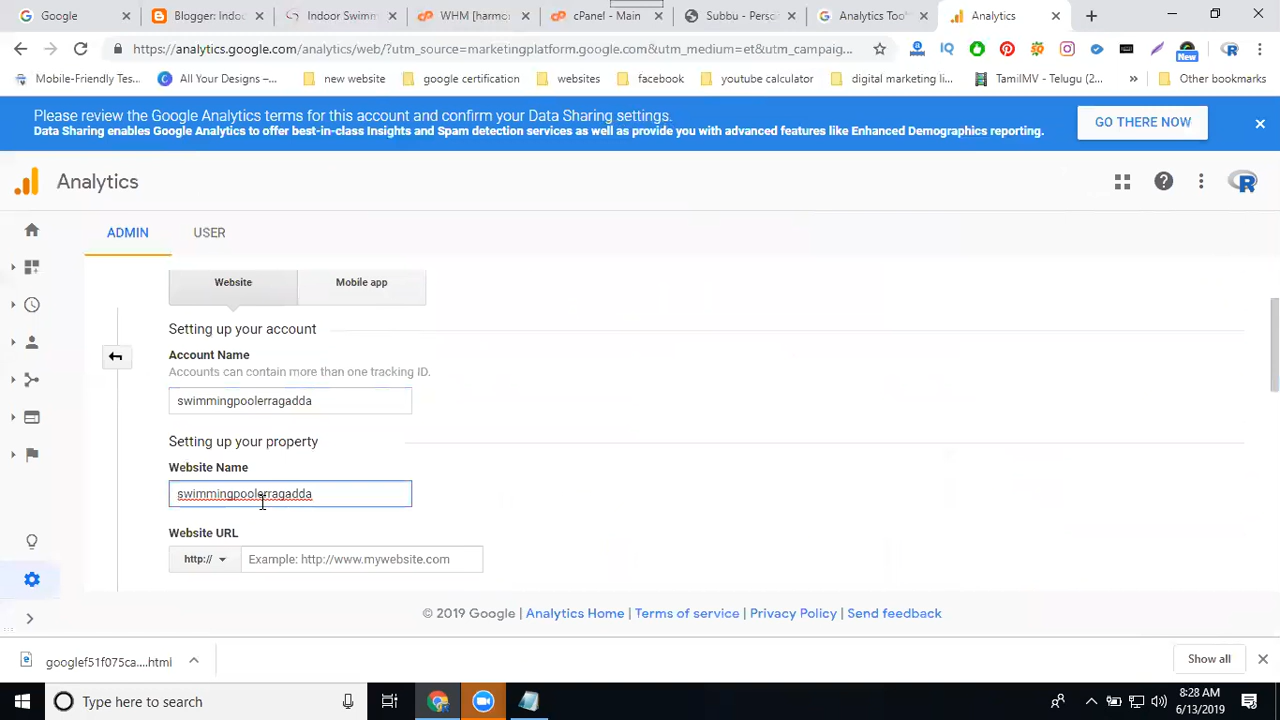 Google
Blogger: Indoo
Indoor Swimm
WHM [harmo
cPanel - Main
Subbu - Perso
Analytics Too
Analytics
https://analytics.google.com/analytics/web/?utm_source=marketingplatform.google.com&utm_medium=et&utm_campaig...
New
Mobile-Friendly Tes...
All Your Designs –...
new website
google certification
websites
facebook
youtube calculator
digital marketing li...
TamilMV - Telugu (2...
Other bookmarks
Please review the Google Analytics terms for this account and confirm your Data Sharing settings.
Data Sharing enables Google Analytics to offer best-in-class Insights and Spam detection services as well as provide you with advanced features like Enhanced Demographics reporting.
GO THERE NOW
Analytics
ADMIN USER
Website Mobile app
Setting up your account
Account Name
Accounts can contain more than one tracking ID.
swimmingpoolerragadda
Setting up your property
Website Name
swimmingpoolerragadda
Website URL
http:// Example: http://www.mywebsite.com
© 2019 Google | Analytics Home | Terms of service | Privacy Policy | Send feedback
googlef51f075ca....html
Show all
Type here to search
8:28 AM
6/13/2019